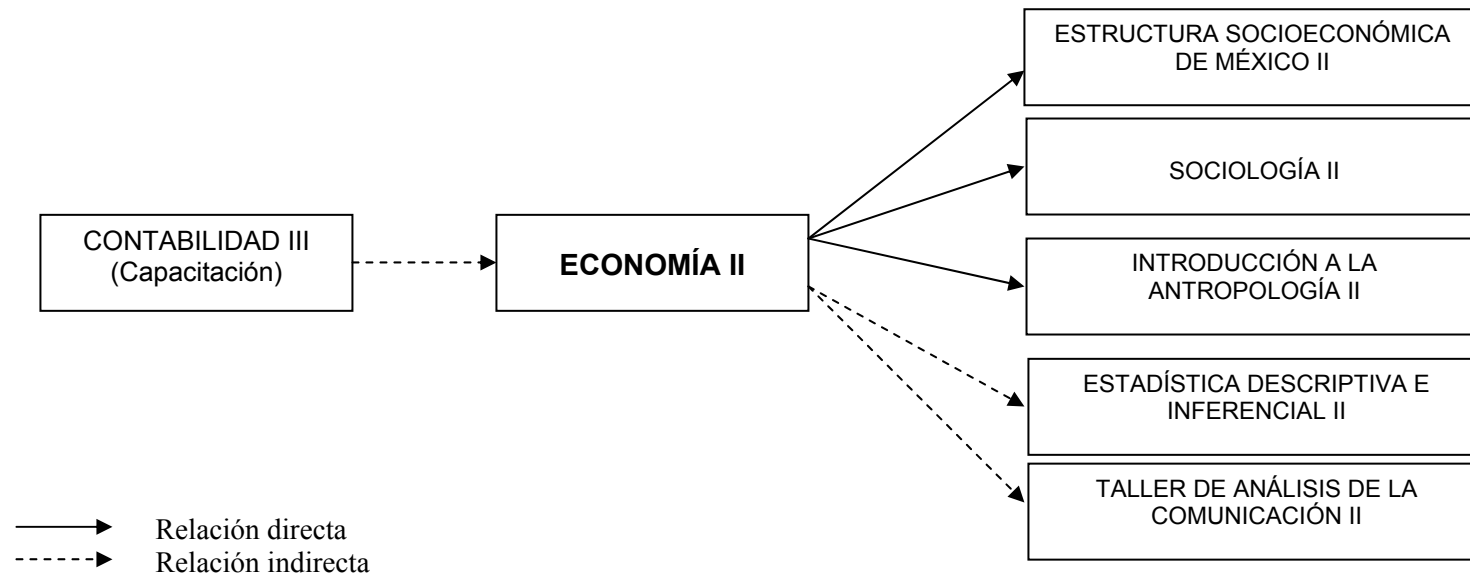 ESTRUCTURA SOCIOECONÓMICA
DE MÉXICO II
SOCIOLOGÍA II
CONTABILIDAD III
(Capacitación)
ECONOMÍA II
INTRODUCCIÓN A LA
ANTROPOLOGÍA II
ESTADÍSTICA DESCRIPTIVA E
INFERENCIAL II
TALLER DE ANÁLISIS DE LA
COMUNICACIÓN II
Relación directa
Relación indirecta